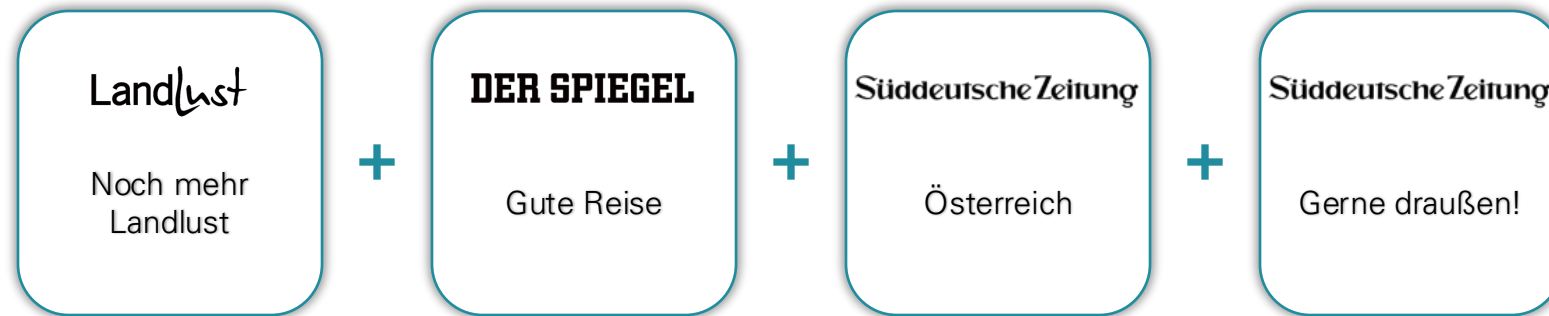 Landlust
Noch mehr
Landlust
+
DER SPIEGEL
Gute Reise
+
Süddeutsche Zeitung
Österreich
+
Süddeutsche Zeitung
Gerne draußen!